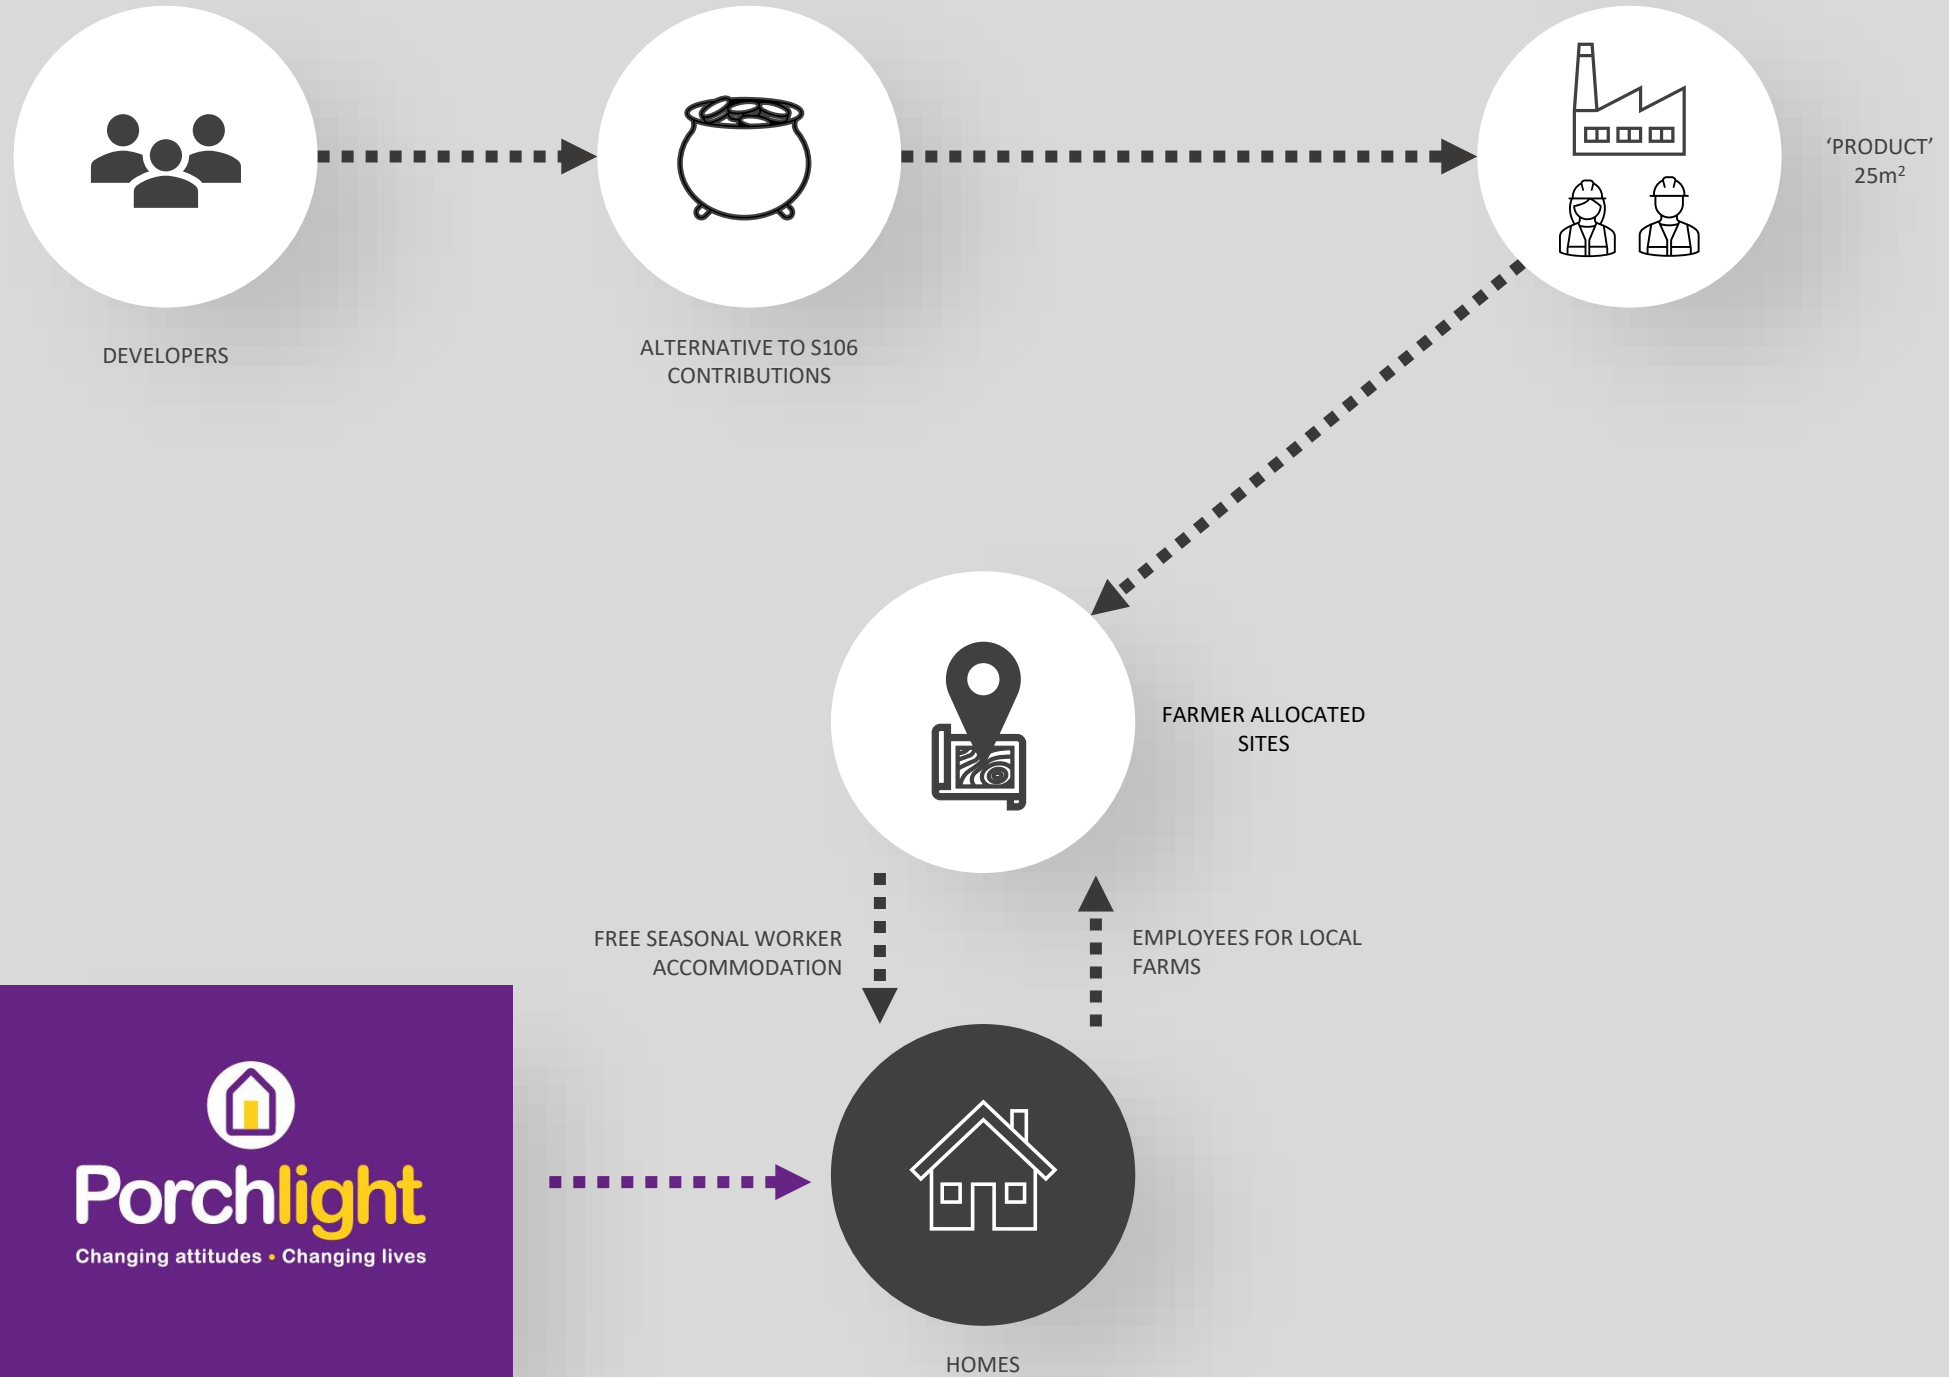 DEVELOPERS
ALTERNATIVE TO S106
CONTRIBUTIONS
‘PRODUCT’
25m²
FARMER ALLOCATED
SITES
FREE SEASONAL WORKER
ACCOMMODATION
EMPLOYEES FOR LOCAL
FARMS
Porchlight
Changing attitudes • Changing lives
HOMES